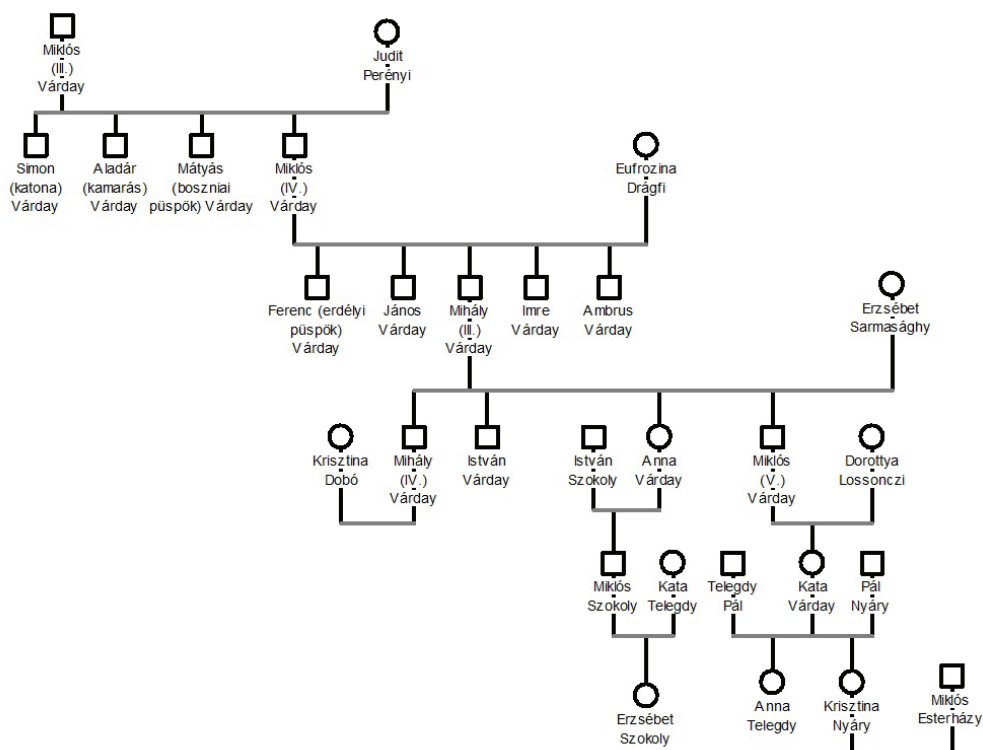 Miklós
(III.)
Várday
Judit
Perényi
Simon
(katona)
Várday
Aladár
(kamarás)
Várday
Mátyás
(boszniai
püspök) Várday
Miklós
(IV.)
Várday
Eufrozina
Drágfi
Ferenc (erdélyi
püspök)
Várday
János
Várday
Mihály
(III.)
Várday
Imre
Várday
Ambrus
Várday
Erzsébet
Sarmasághy
Krisztina
Dobó
Mihály
(IV.)
Várday
István
Várday
István
Szokoly
Anna
Várday
Miklós
(V.)
Várday
Dorottya
Lossonczi
Miklós
Szokoly
Kata
Telegdy
Telegdy
Pál
Kata
Várday
Pál
Nyáry
Erzsébet
Szokoly
Anna
Telegdy
Krisztina
Nyáry
Miklós
Esterházy